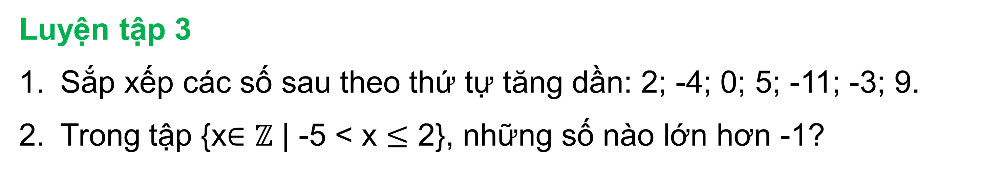 Luyện tập 3
1. Sắp xếp các số sau theo thứ tự tăng dần: 2; -4; 0; 5; -11; -3; 9.
2. Trong tập {x∈ ℤ | -5 < x ≤ 2}, những số nào lớn hơn -1?